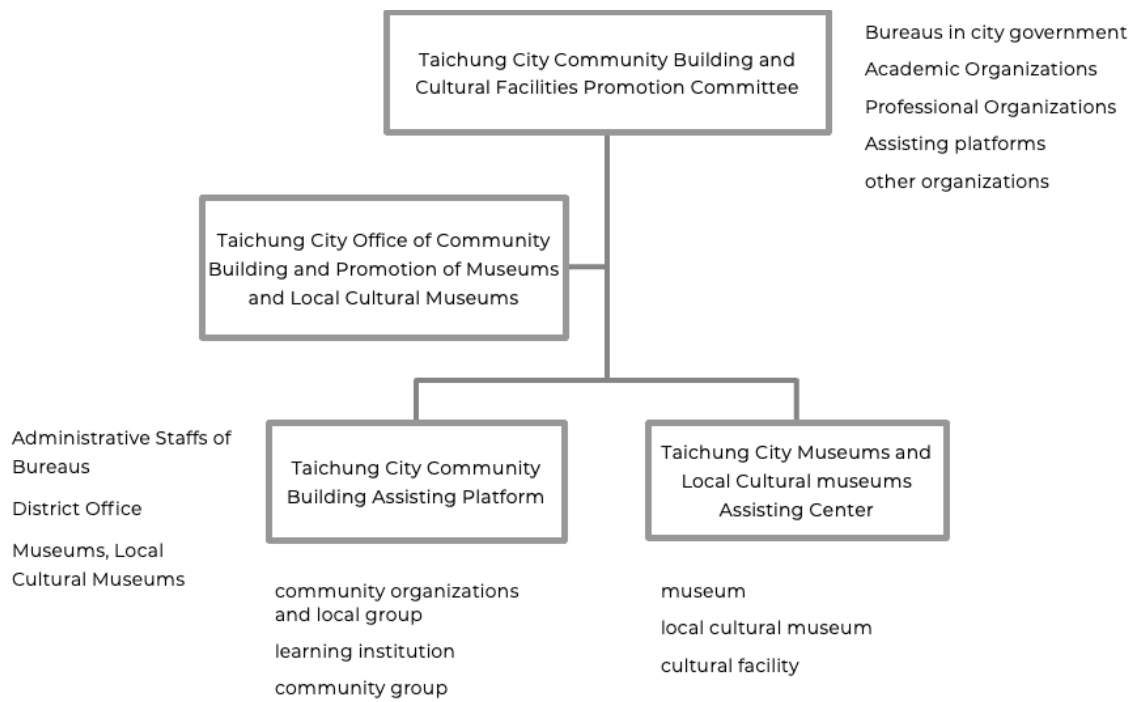 Taichung City Community Building and
Cultural Facilities Promotion Committee
Bureaus in city government
Academic Organizations
Professional Organizations
Assisting platforms
other organizations
Taichung City Office of Community
Building and Promotion of Museums
and Local Cultural Museums
Administrative Staffs of
Bureaus
District Office
Museums, Local
Cultural Museums
Taichung City Community
Building Assisting Platform
community organizations
and local group
learning institution
community group
Taichung City Museums and
Local Cultural museums
Assisting Center
museum
local cultural museum
cultural facility